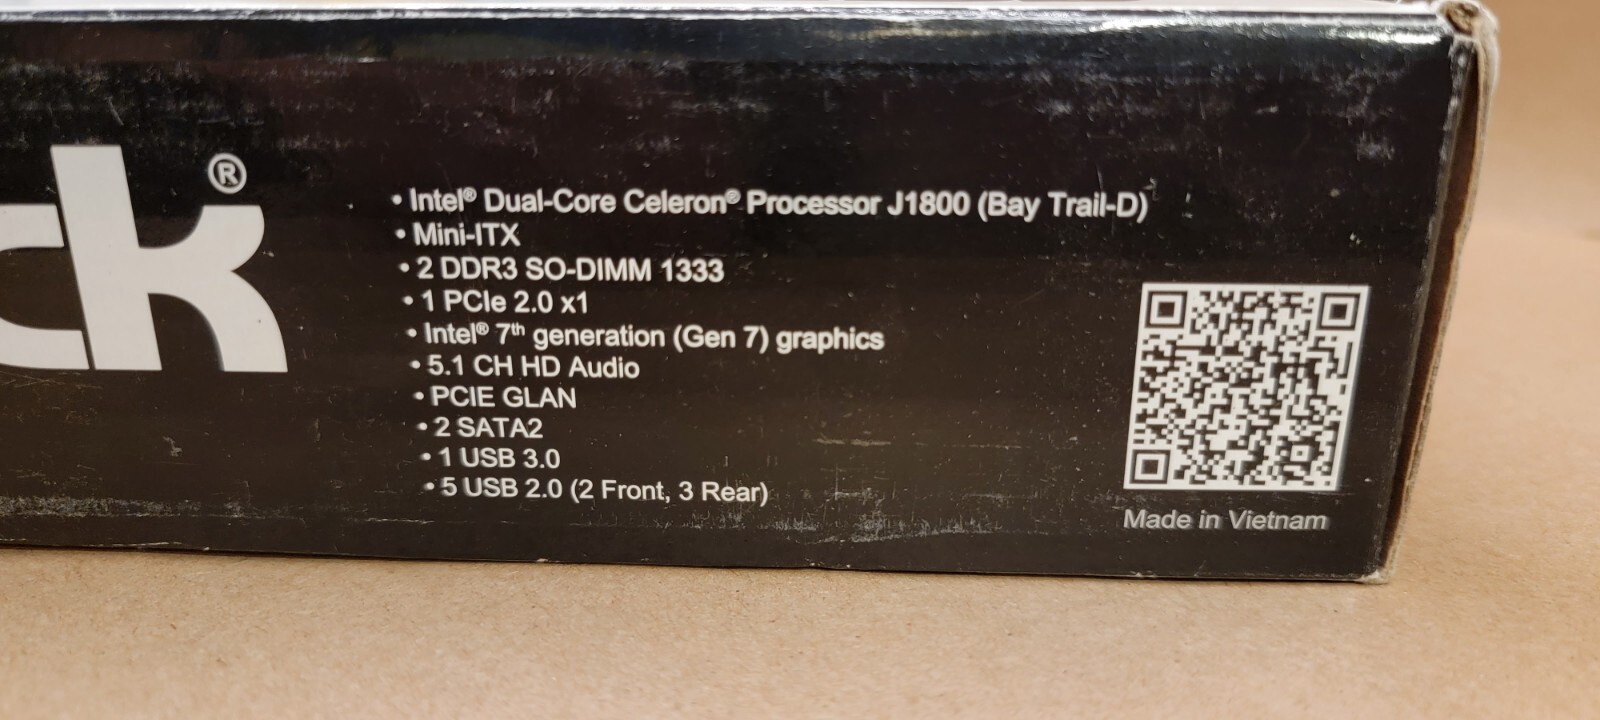 ck®
• Intel® Dual-Core Celeron® Processor J1800 (Bay Trail-D)
• Mini-ITX
• 2 DDR3 SO-DIMM 1333
• 1 PCIe 2.0 x1
• Intel® 7th generation (Gen 7) graphics
• 5.1 CH HD Audio
• PCIE GLAN
• 2 SATA2
• 1 USB 3.0
• 5 USB 2.0 (2 Front, 3 Rear)
Made in Vietnam